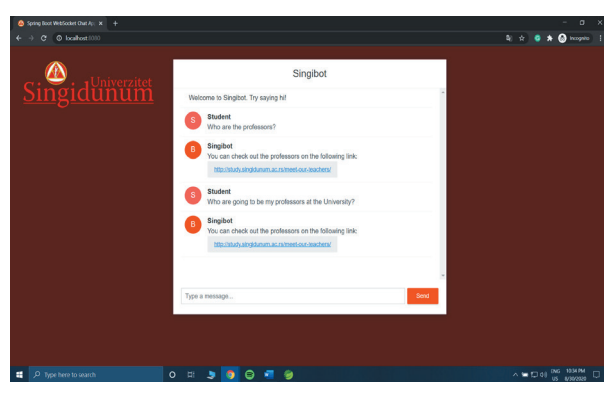 Spring Boot WebSocket Chat Ap
localhost:8080
Incognito
Univerzitet
Singidunum
Singibot
Welcome to Singibot. Try saying hi!
S
Student
Who are the professors?
B
Singibot
You can check out the professors on the following link:
http://study.singidunum.ac.rs/meet-our-teachers/
S
Student
Who are going to be my professors at the University?
B
Singibot
You can check out the professors on the following link:
http://study.singidunum.ac.rs/meet-our-teachers/
Type a message...
Send
Type here to search
ENG 10:34 PM
US 8/30/2020